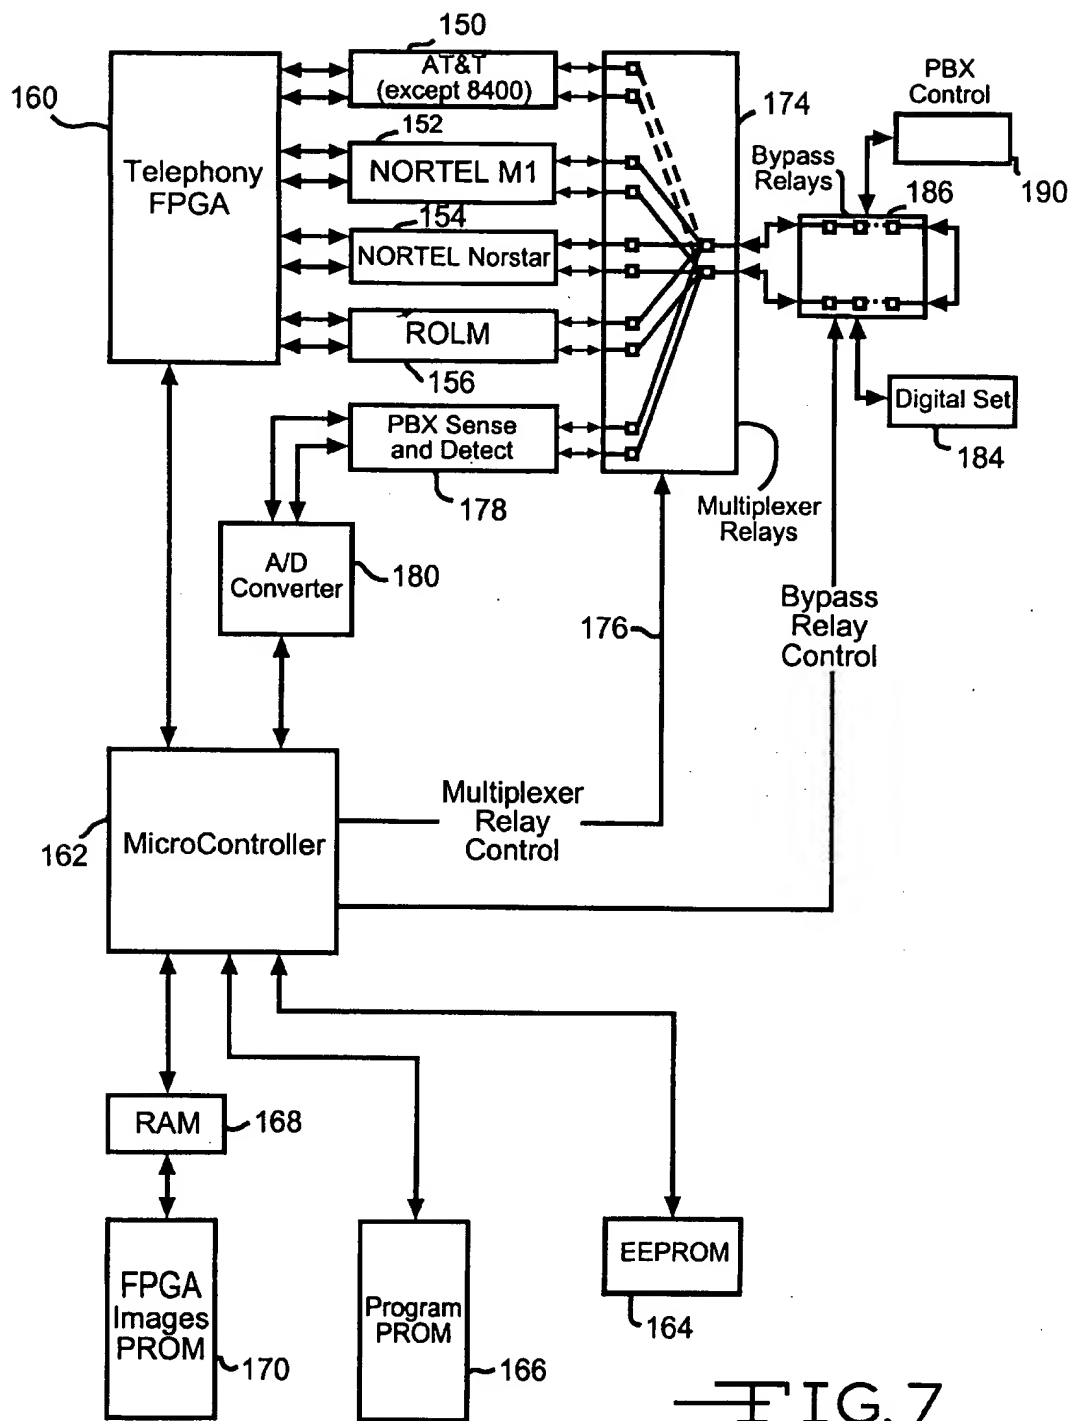 150
AT&T
(except 8400)
160
Telephony
FPGA
152
NORTEL M1
154
NORTEL Norstar
ROLM
156
PBX Sense
and Detect
178
174
PBX
Control
190
Bypass
Relays
186
Digital Set
184
Multiplexer
Relays
A/D
Converter
180
176
Bypass
Relay
Control
Multiplexer
Relay
Control
162
MicroController
RAM
168
FPGA
Images
PROM
170
Program
PROM
166
EEPROM
164
FIG. 7